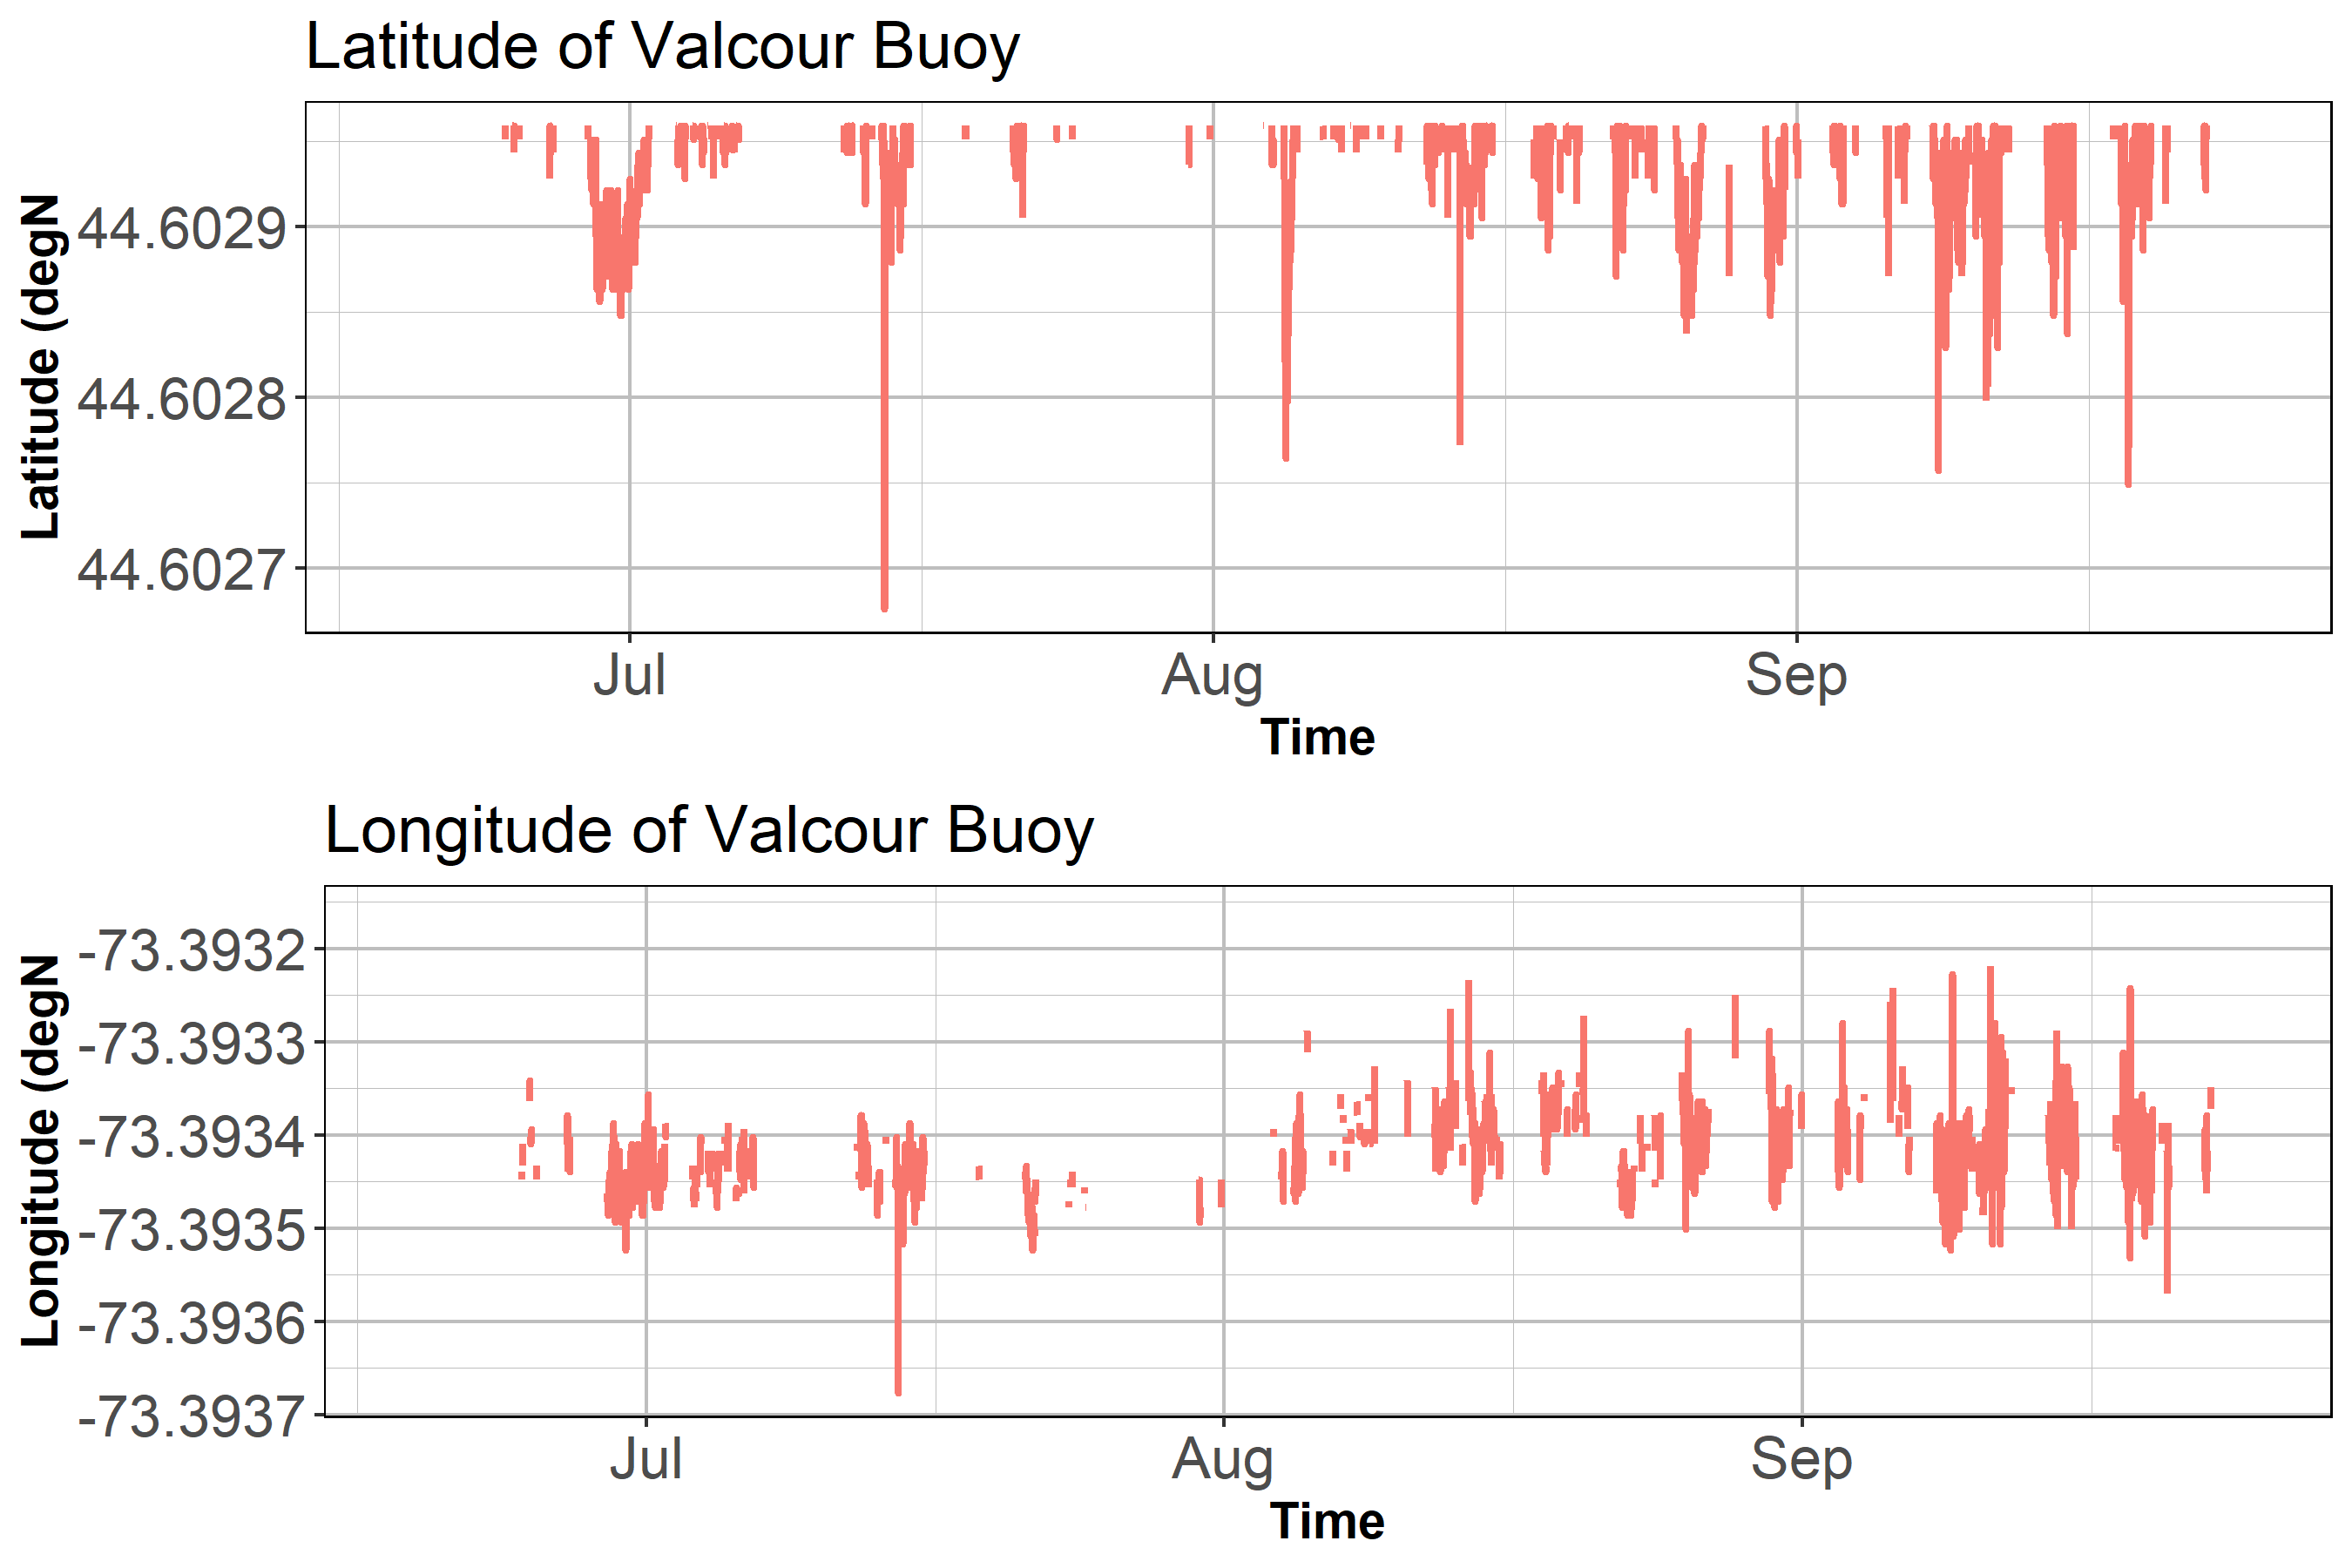 Latitude of Valcour Buoy
Latitude (degN
44.6029
44.6028
44.6027
Jul Aug Sep
Time
Longitude of Valcour Buoy
Longitude (degN
-73.3932
-73.3933
-73.3934
-73.3935
-73.3936
-73.3937
Jul Aug Sep
Time